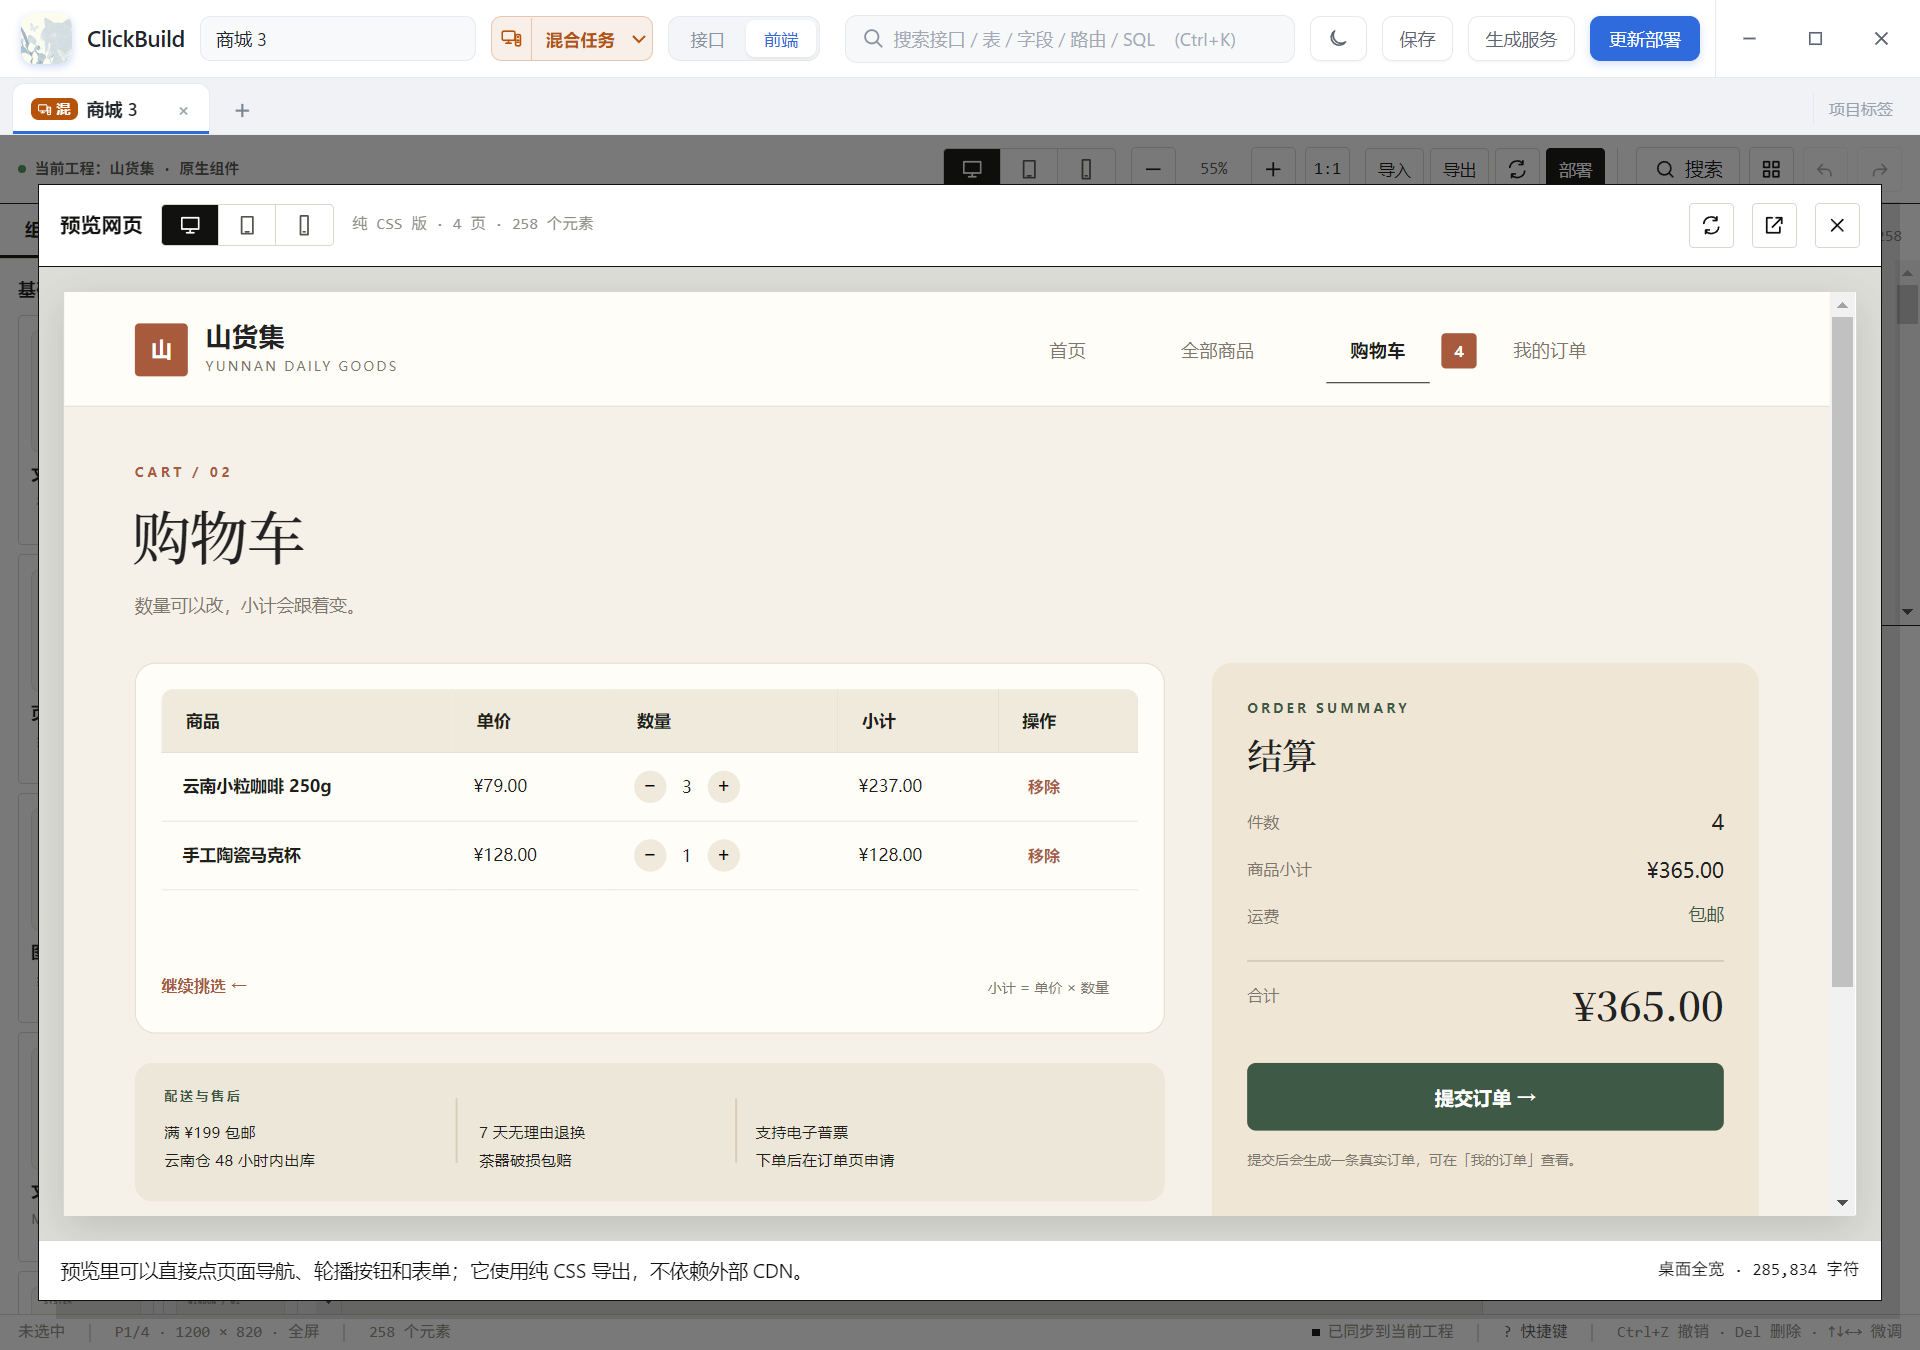 ClickBuild
商城 3
混合任务
接口
前端
搜索接口 / 表 / 字段 / 路由 / SQL (Ctrl+K)
保存
生成服务
更新部署
混 商城 3 ×
+
项目标签
当前工程：山货集 · 原生组件
55%
1:1
导入
导出
部署
搜索
预览网页
纯 CSS 版 · 4 页 · 258 个元素
山
山货集
YUNNAN DAILY GOODS
首页
全部商品
购物车
4
我的订单
CART / 02
购物车
数量可以改，小计会跟着变。
商品 单价 数量 小计 操作
云南小粒咖啡 250g ¥79.00 − 3 + ¥237.00 移除
手工陶瓷马克杯 ¥128.00 − 1 + ¥128.00 移除
继续挑选 ←
小计 = 单价 × 数量
ORDER SUMMARY
结算
件数 4
商品小计 ¥365.00
运费 包邮
合计 ¥365.00
提交订单 →
提交后会生成一条真实订单，可在「我的订单」查看。
配送与售后
满 ¥199 包邮
云南仓 48 小时内出库
7 天无理由退换
茶器破损包赔
支持电子普票
下单后在订单页申请
预览里可以直接点页面导航、轮播按钮和表单；它使用纯 CSS 导出，不依赖外部 CDN。
桌面全宽 · 285,834 字符
未选中
P1/4 · 1200 × 820 · 全屏
258 个元素
已同步到当前工程
? 快捷键
Ctrl+Z 撤销 · Del 删除 · ↑↓←→ 微调